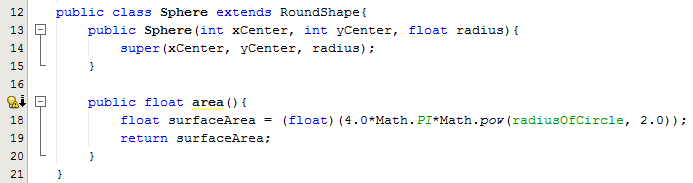 12 public class Sphere extends RoundShape{
13 public Sphere(int xCenter, int yCenter, float radius){
14 super(xCenter, yCenter, radius);
15 }
16
public float area(){
18 float surfaceArea = (float)(4.0*Math.PI*Math.pow(radiusOfCircle, 2.0));
19 return surfaceArea;
20 }
21 }